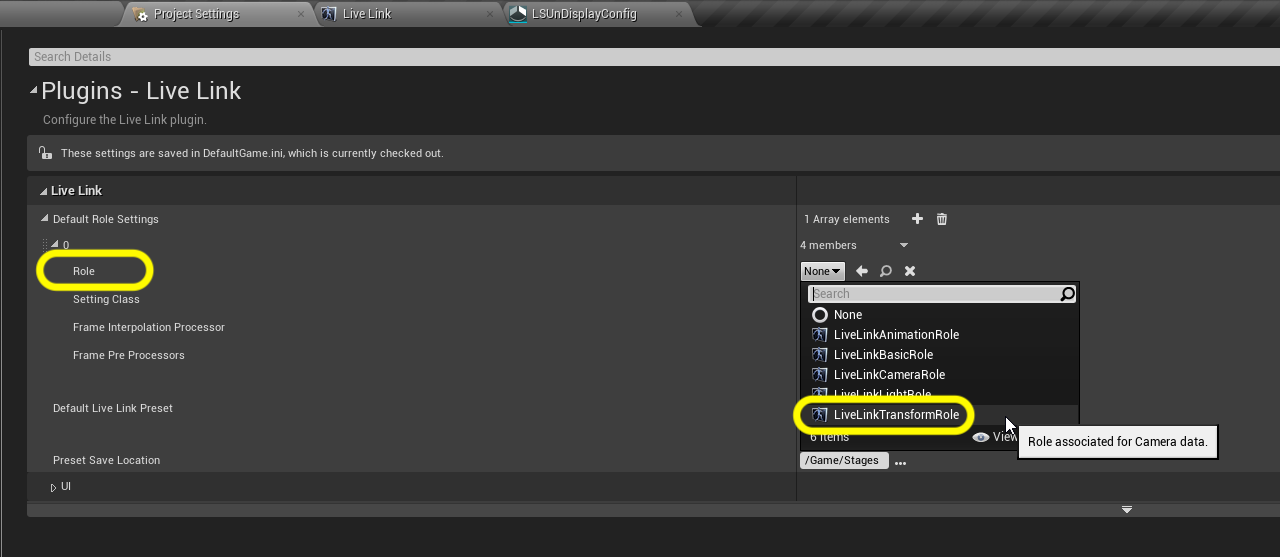 Project Settings
Live Link
LSUnDisplayConfig
Search Details
Plugins - Live Link
Configure the Live Link plugin.
These settings are saved in DefaultGame.ini, which is currently checked out.
Live Link
Default Role Settings
1 Array elements
0
4 members
Role
None
Setting Class
Search
None
Frame Interpolation Processor
LiveLinkAnimationRole
Frame Pre Processors
LiveLinkBasicRole
LiveLinkCameraRole
LiveLinkLightRole
Default Live Link Preset
LiveLinkTransformRole
6 items
View
Role associated for Camera data.
Preset Save Location
/Game/Stages
UI